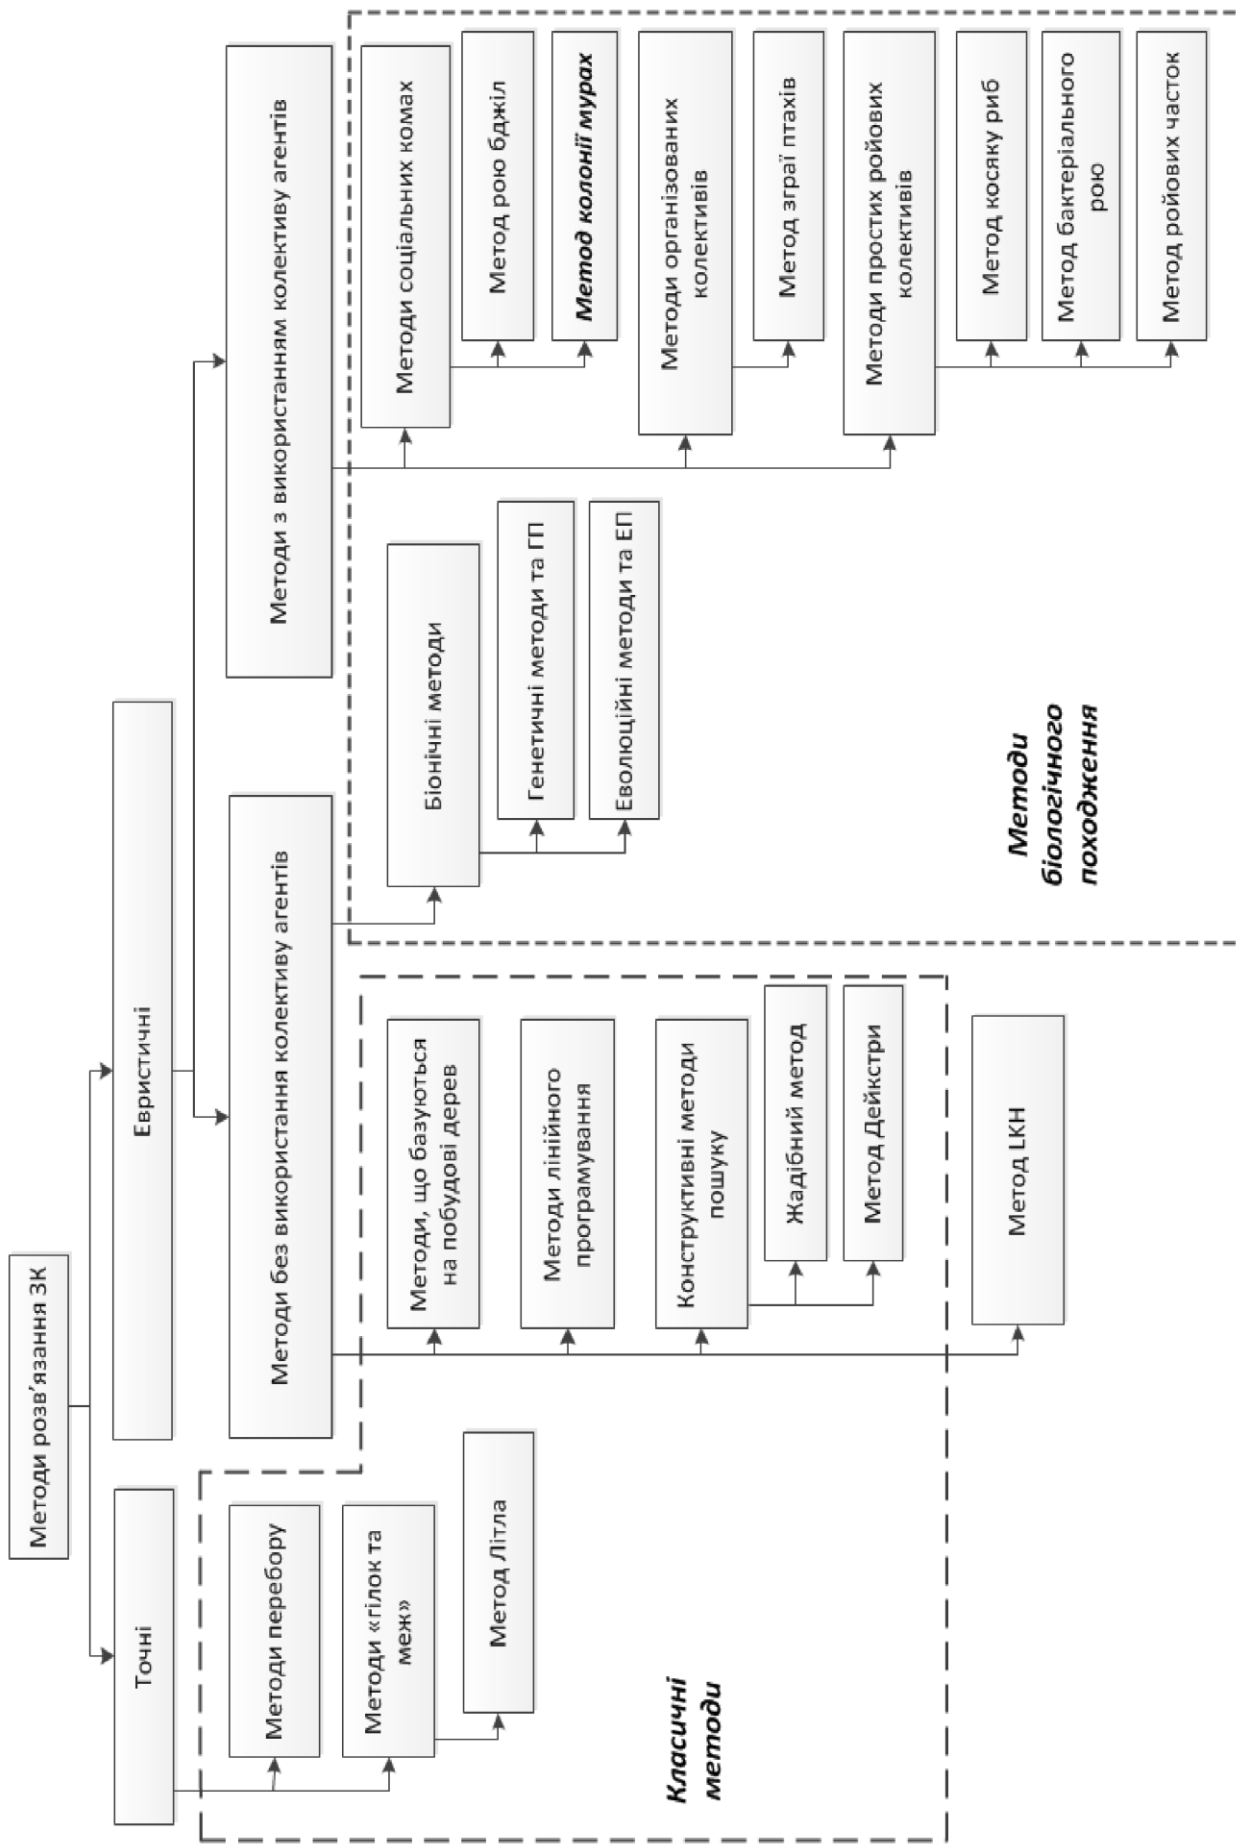 Методи розв’язання ЗК
Точні
Евристичні
Методи перебору
Методи «гілок та
меж»
Метод Літла
Класичні
методи
Методи без використання колективу агентів
Методи, що базуються
на побудові дерев
Методи лінійного
програмування
Конструктивні методи
пошуку
Жадібний метод
Метод Дейкстри
Метод LKH
Біонічні методи
Генетичні методи та ГП
Еволюційні методи та ЕП
Методи
біологічного
походження
Методи з використанням колективу агентів
Методи соціальних комах
Метод рою бджіл
Метод колонії мурах
Методи організованих
колективів
Метод зграї птахів
Методи простих ройових
колективів
Метод косяку риб
Метод бактеріального
рою
Метод ройових часток